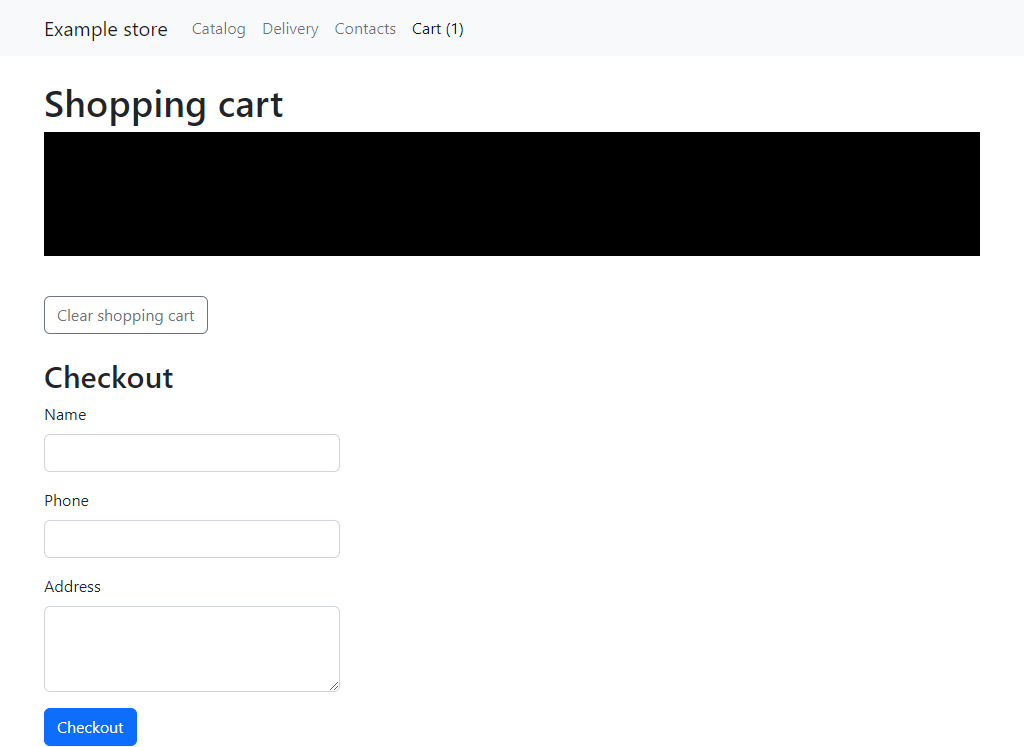 Example store Catalog Delivery Contacts Cart (1)
Shopping cart
Clear shopping cart
Checkout
Name
Phone
Address
Checkout